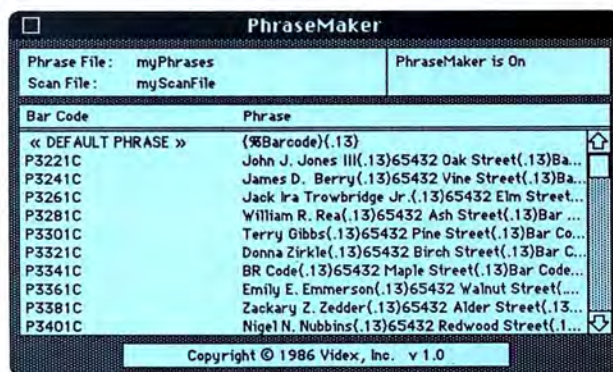 PhraseMaker
Phrase File: myPhrases
Scan File: myScanFile
PhraseMaker is On
Bar Code Phrase
« DEFAULT PHRASE » {%Barcode}{.13}
P3221C John J. Jones III{.13}65432 Oak Street{.13}Ba...
P3241C James D. Berry{.13}65432 Vine Street{.13}Ba...
P3261C Jack Ira Trowbridge Jr.{.13}65432 Elm Street...
P3281C William R. Rea{.13}65432 Ash Street{.13}Bar ...
P3301C Terry Gibbs{.13}65432 Pine Street{.13}Bar Co...
P3321C Donna Zirkle{.13}65432 Birch Street{.13}Bar C...
P3341C BR Code{.13}65432 Maple Street{.13}Bar Code...
P3361C Emily E. Emmerson{.13}65432 Walnut Street{....
P3381C Zackary Z. Zedder{.13}65432 Alder Street{.13...
P3401C Nigel N. Nubbins{.13}65432 Redwood Street{.1...
Copyright © 1986 Videx, Inc. v 1.0